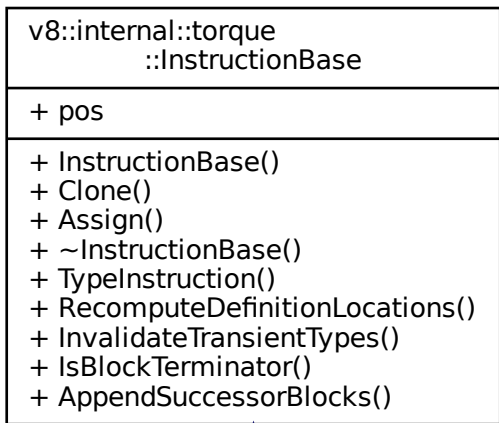 v8::internal::torque
::InstructionBase
+ pos
+ InstructionBase()
+ Clone()
+ Assign()
+ ~InstructionBase()
+ TypeInstruction()
+ RecomputeDefinitionLocations()
+ InvalidateTransientTypes()
+ IsBlockTerminator()
+ AppendSuccessorBlocks()